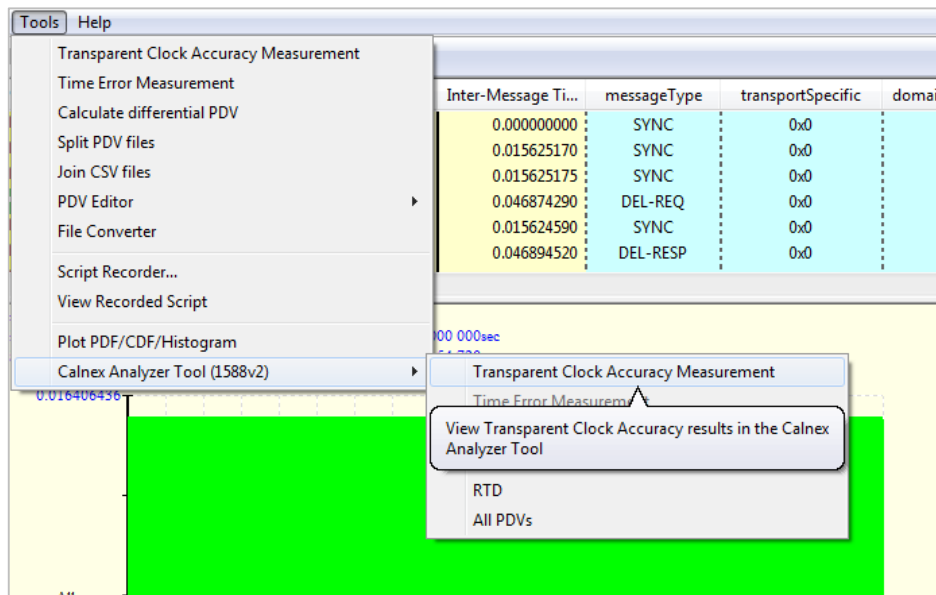 Tools Help
Transparent Clock Accuracy Measurement
Time Error Measurement
Calculate differential PDV
Split PDV files
Join CSV files
PDV Editor
File Converter
Script Recorder...
View Recorded Script
Plot PDF/CDF/Histogram
Calnex Analyzer Tool (1588v2)
Inter-Message Ti... messageType transportSpecific domai
0.000000000 SYNC 0x0
0.015625170 SYNC 0x0
0.015625175 SYNC 0x0
0.046874290 DEL-REQ 0x0
0.015624590 SYNC 0x0
0.046894520 DEL-RESP 0x0
000sec
Transparent Clock Accuracy Measurement
Time Error Measurement
View Transparent Clock Accuracy results in the Calnex
Analyzer Tool
RTD
All PDVs
0.016406436